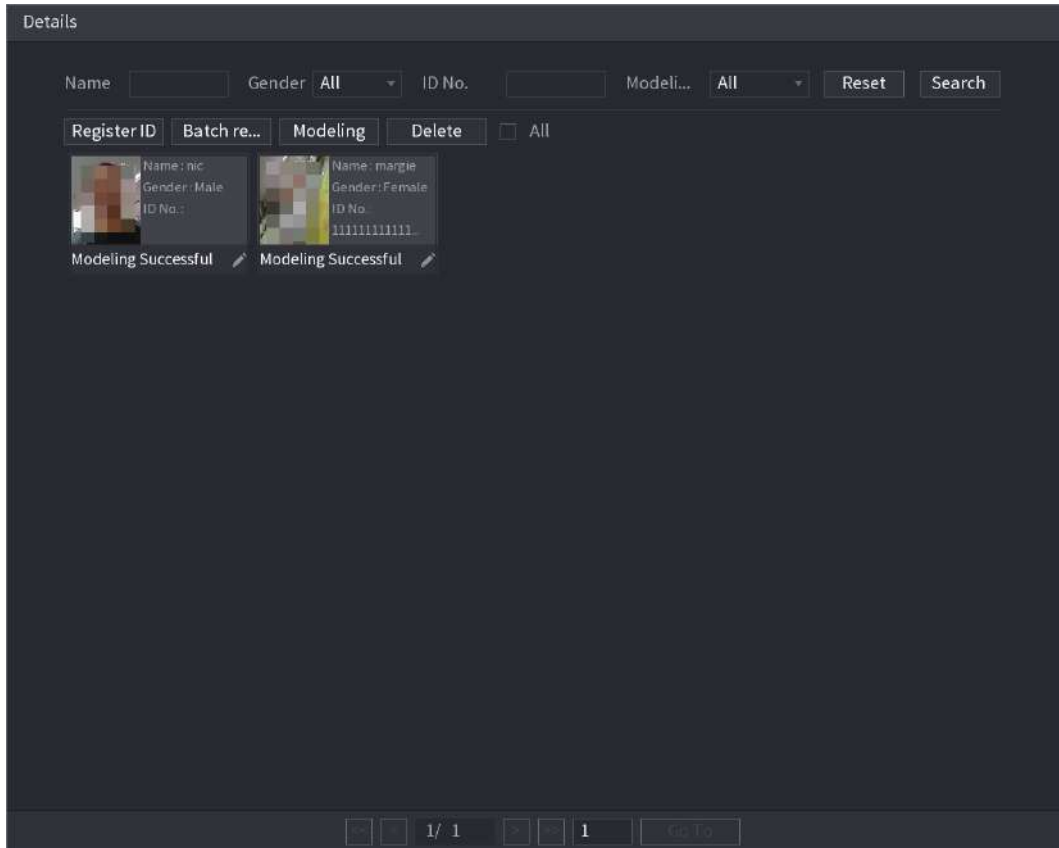 Details
Name Gender All ID No. Modeli... All Reset Search
Register ID Batch re... Modeling Delete All
Name: nic
Gender: Male
ID No.:
Modeling Successful
Name: margie
Gender: Female
ID No.
111111111111...
Modeling Successful
1/ 1 1 Go To